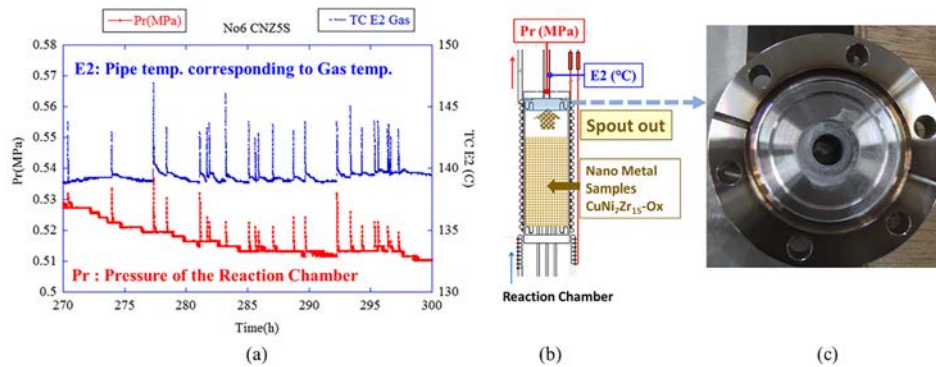 Pr(MPa)
No6 CNZ5S
TC E2 Gas
0.58
0.57
0.56
0.55
0.54
0.53
0.52
0.51
0.5
Pr(MPa)
E2: Pipe temp. corresponding to Gas temp.
Pr : Pressure of the Reaction Chamber
150
145
140
135
130
TC E2 (C)
270
275
280
285
290
295
300
Time(h)
(a)
Pr (MPa)
E2 (°C)
Spout out
Nano Metal
Samples
CuNi₇Zr₁₅-Ox
Reaction Chamber
(b)
(c)